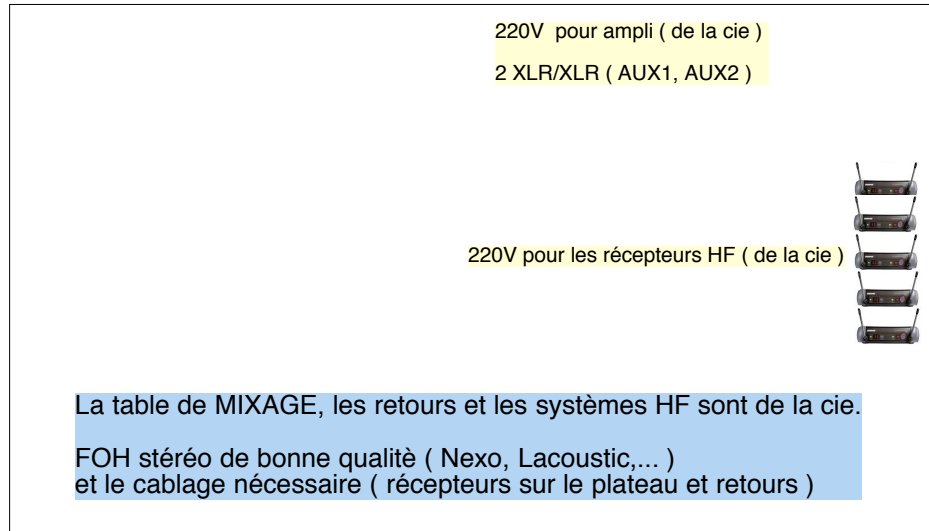 220V pour ampli ( de la cie )
2 XLR/XLR ( AUX1, AUX2 )
220V pour les récepteurs HF ( de la cie )
La table de MIXAGE, les retours et les systèmes HF sont de la cie.
FOH stéréo de bonne qualitè ( Nexo, Lacoustic,... )
et le cablage nécessaire ( récepteurs sur le plateau et retours )